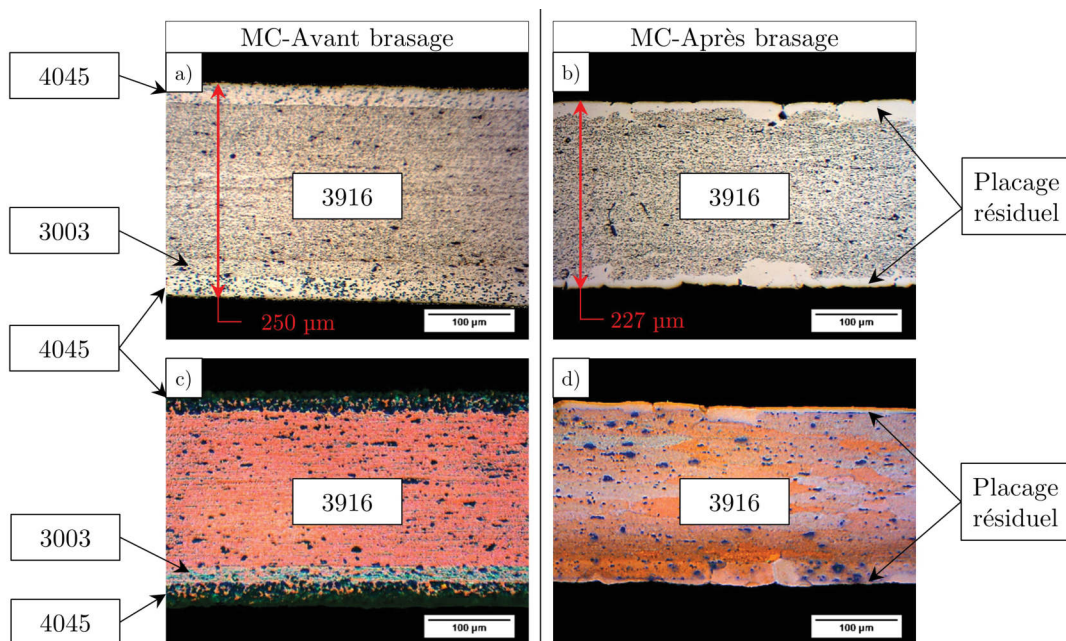 MC-Avant brasage
MC-Après brasage
4045
a)
b)
3916
3916
Placage
résiduel
3003
250 µm
227 µm
100 µm
100 µm
4045
c)
d)
3916
3916
Placage
résiduel
3003
4045
100 µm
100 µm